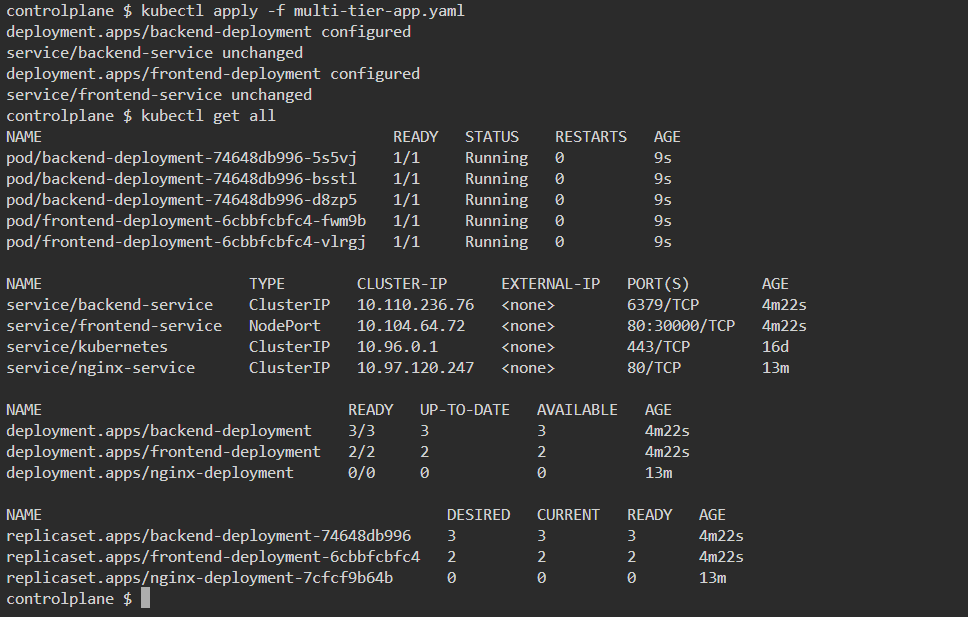 controlplane $ kubectl apply -f multi-tier-app.yaml
deployment.apps/backend-deployment configured
service/backend-service unchanged
deployment.apps/frontend-deployment configured
service/frontend-service unchanged
controlplane $ kubectl get all
NAME                                       READY   STATUS    RESTARTS   AGE
pod/backend-deployment-74648db996-5s5vj    1/1     Running   0          9s
pod/backend-deployment-74648db996-bsstl    1/1     Running   0          9s
pod/backend-deployment-74648db996-d8zp5    1/1     Running   0          9s
pod/frontend-deployment-6cbbfcbfc4-fwm9b   1/1     Running   0          9s
pod/frontend-deployment-6cbbfcbfc4-vlrgj   1/1     Running   0          9s

NAME                       TYPE        CLUSTER-IP      EXTERNAL-IP   PORT(S)        AGE
service/backend-service    ClusterIP   10.110.236.76   <none>        6379/TCP       4m22s
service/frontend-service   NodePort    10.104.64.72    <none>        80:30000/TCP   4m22s
service/kubernetes         ClusterIP   10.96.0.1       <none>        443/TCP        16d
service/nginx-service      ClusterIP   10.97.120.247   <none>        80/TCP         13m

NAME                                  READY   UP-TO-DATE   AVAILABLE   AGE
deployment.apps/backend-deployment    3/3     3            3           4m22s
deployment.apps/frontend-deployment   2/2     2            2           4m22s
deployment.apps/nginx-deployment      0/0     0            0           13m

NAME                                             DESIRED   CURRENT   READY   AGE
replicaset.apps/backend-deployment-74648db996    3         3         3       4m22s
replicaset.apps/frontend-deployment-6cbbfcbfc4   2         2         2       4m22s
replicaset.apps/nginx-deployment-7cfcf9b64b      0         0         0       13m
controlplane $